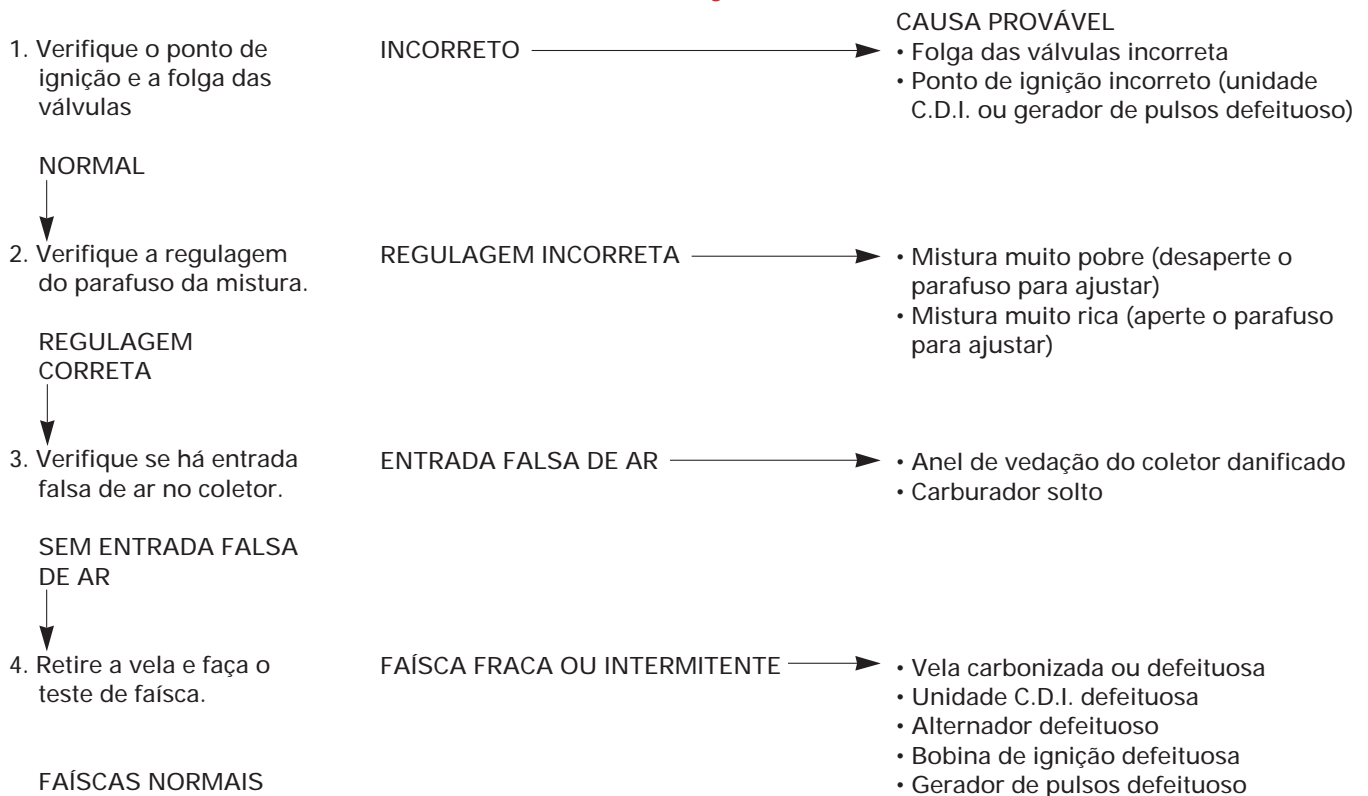 CAUSA PROVÁVEL
1. Verifique o ponto de
ignição e a folga das
válvulas
INCORRETO
• Folga das válvulas incorreta
• Ponto de ignição incorreto (unidade
C.D.I. ou gerador de pulsos defeituoso)
NORMAL
2. Verifique a regulagem
do parafuso da mistura.
REGULAGEM INCORRETA
• Mistura muito pobre (desaperte o
parafuso para ajustar)
• Mistura muito rica (aperte o parafuso
para ajustar)
REGULAGEM
CORRETA
3. Verifique se há entrada
falsa de ar no coletor.
ENTRADA FALSA DE AR
• Anel de vedação do coletor danificado
• Carburador solto
SEM ENTRADA FALSA
DE AR
4. Retire a vela e faça o
teste de faísca.
FAÍSCA FRACA OU INTERMITENTE
• Vela carbonizada ou defeituosa
• Unidade C.D.I. defeituosa
• Alternador defeituoso
• Bobina de ignição defeituosa
• Gerador de pulsos defeituoso
FAÍSCAS NORMAIS